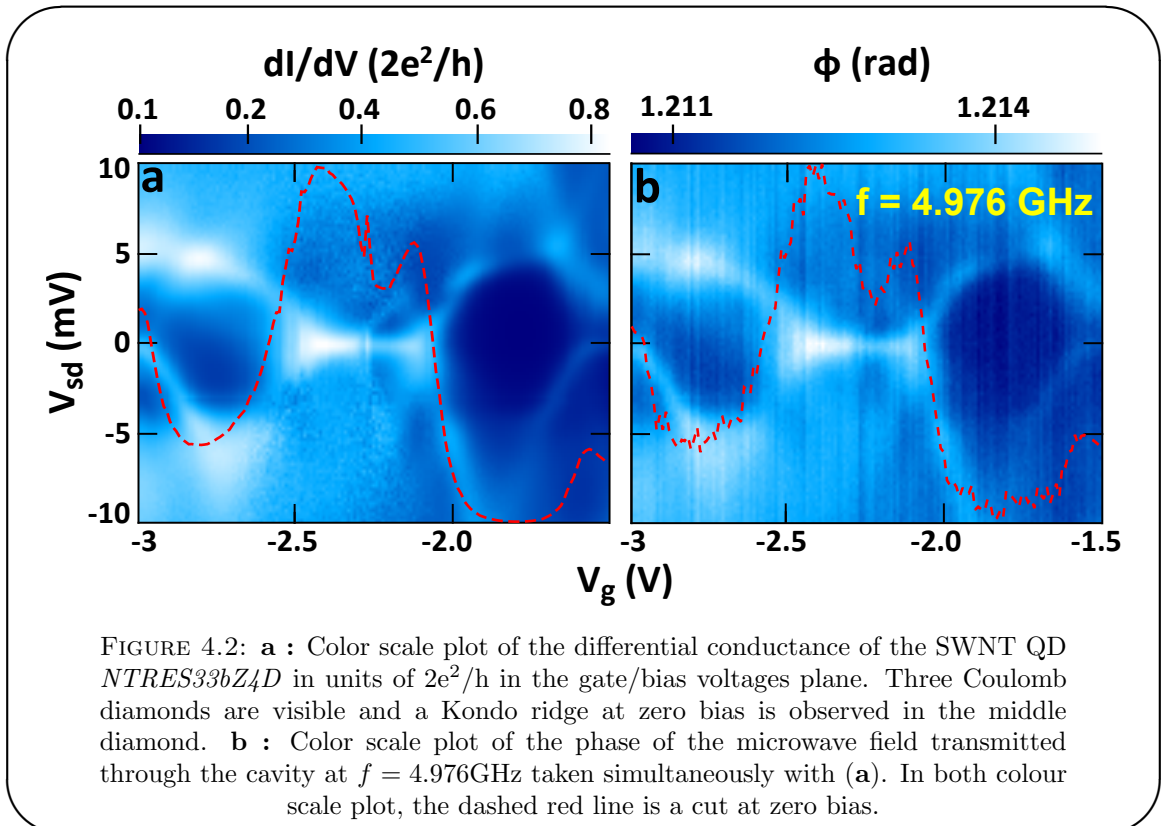 dI/dV (2e²/h)
ϕ (rad)
0.1 0.2 0.4 0.6 0.8
1.211 1.214
a
b
f = 4.976 GHz
10
5
0
-5
-10
V_sd (mV)
-3 -2.5 -2.0
-3 -2.5 -2.0 -1.5
V_g (V)
FIGURE 4.2: a : Color scale plot of the differential conductance of the SWNT QD
NTRES33bZ4D in units of 2e²/h in the gate/bias voltages plane. Three Coulomb
diamonds are visible and a Kondo ridge at zero bias is observed in the middle
diamond. b : Color scale plot of the phase of the microwave field transmitted
through the cavity at f = 4.976GHz taken simultaneously with (a). In both colour
scale plot, the dashed red line is a cut at zero bias.